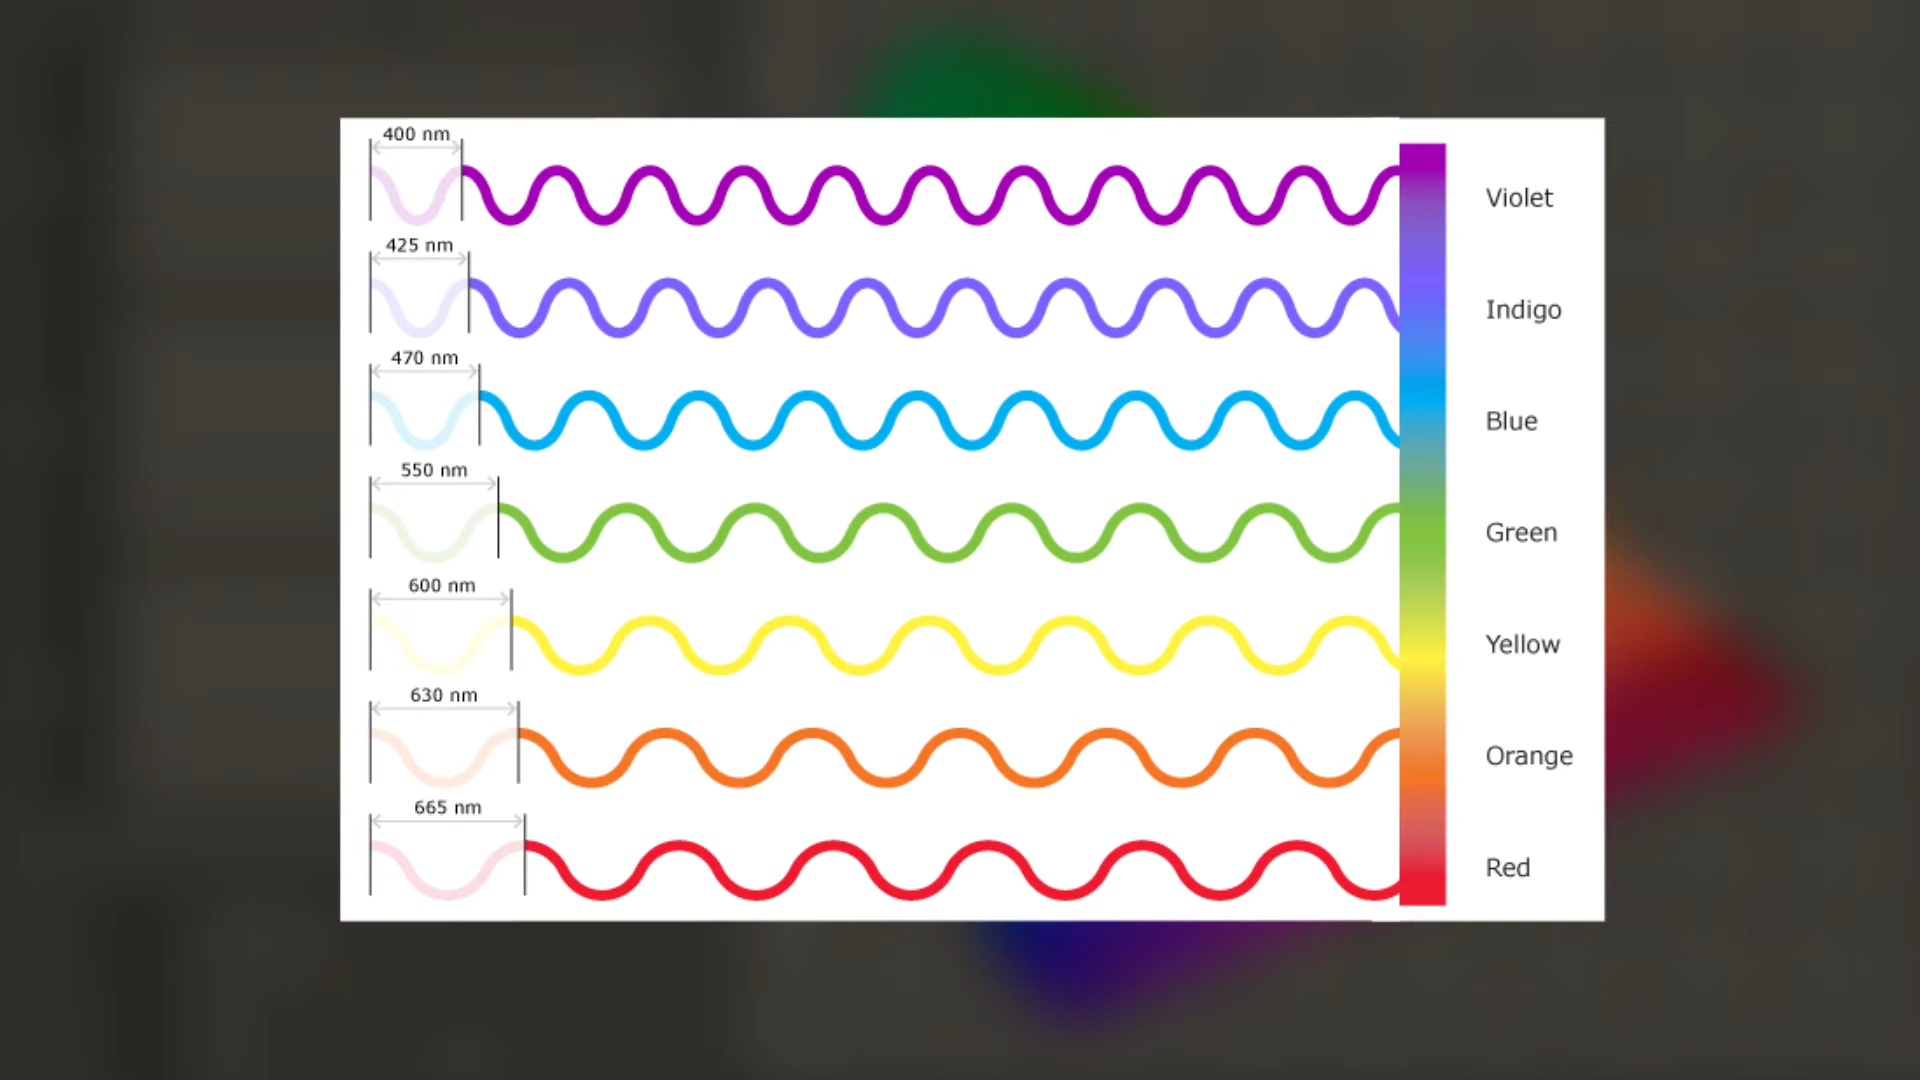 400 nm
Violet
425 nm
Indigo
470 nm
Blue
550 nm
Green
600 nm
Yellow
630 nm
Orange
665 nm
Red